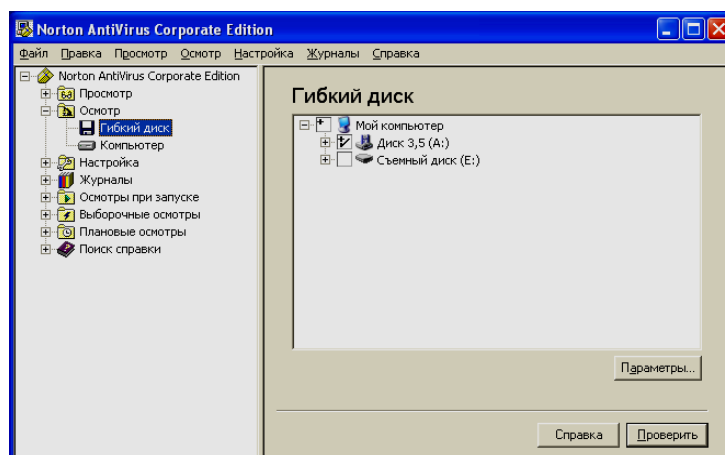 Norton AntiVirus Corporate Edition
Файл Правка Просмотр Осмотр Настройка Журналы Справка
Norton AntiVirus Corporate Edition
Просмотр
Осмотр
Гибкий диск
Компьютер
Настройка
Журналы
Осмотры при запуске
Выборочные осмотры
Плановые осмотры
Поиск справки
Гибкий диск
Мой компьютер
Диск 3,5 (A:)
Съемный диск (E:)
Параметры...
Справка Проверить